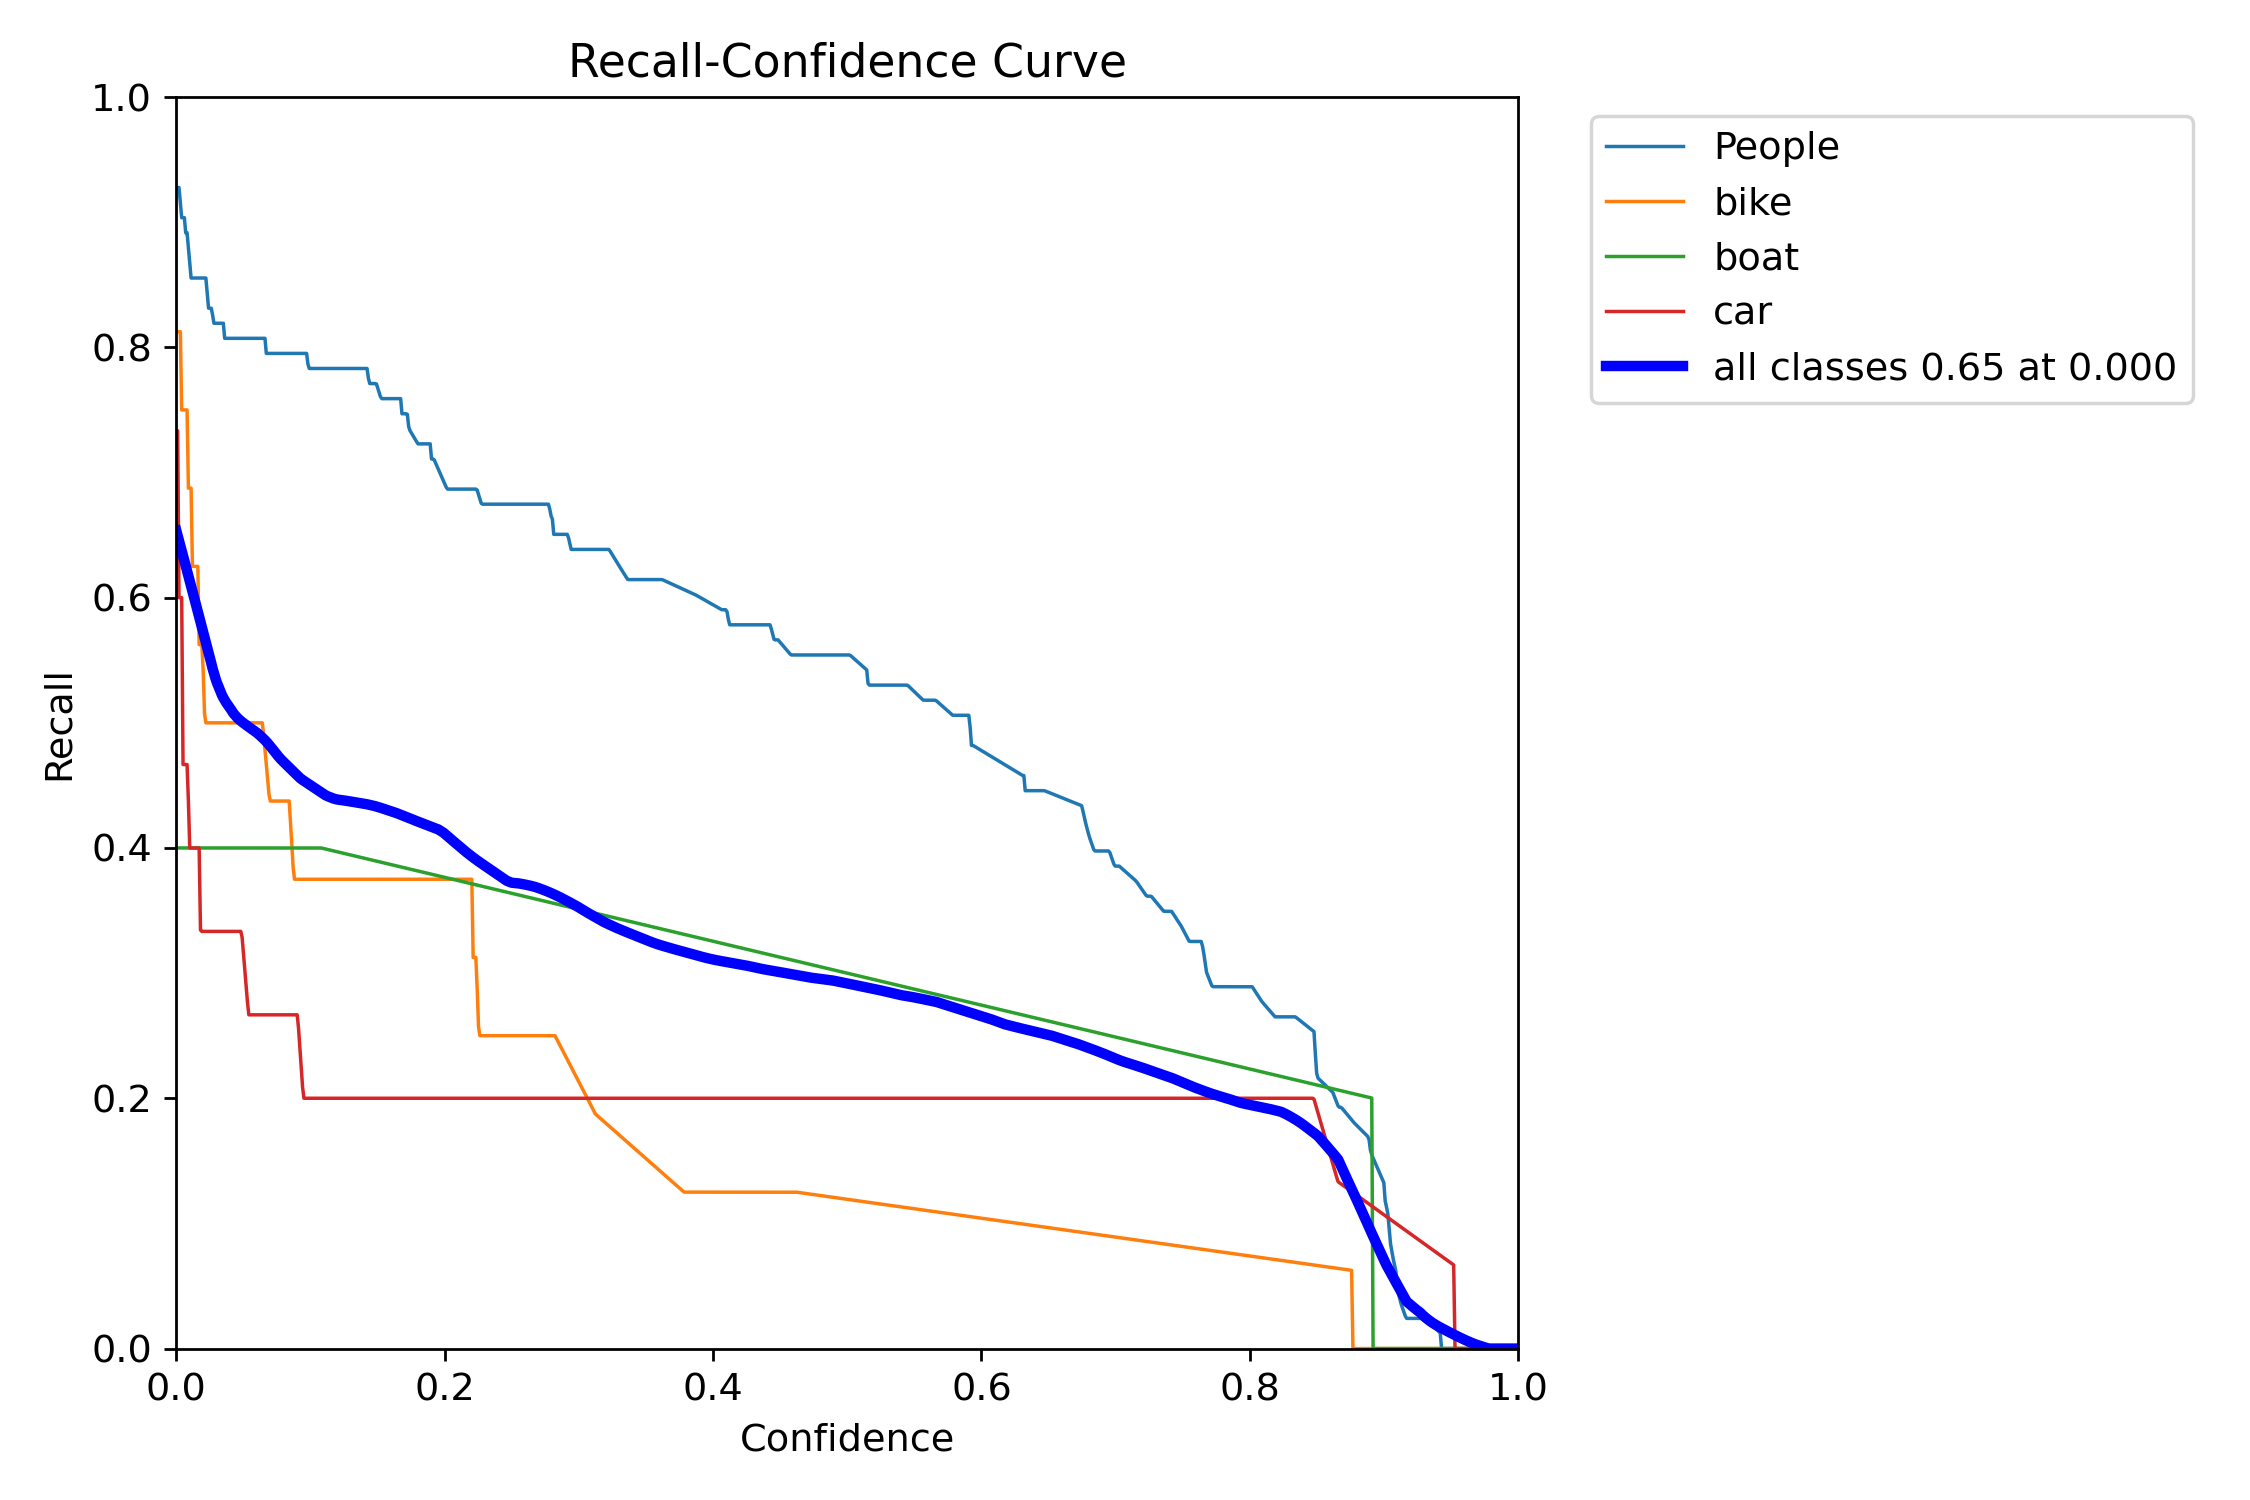 Recall-Confidence Curve
1.0
0.8
0.6
0.4
0.2
0.0
Recall
0.0 0.2 0.4 0.6 0.8 1.0
Confidence
People
bike
boat
car
all classes 0.65 at 0.000